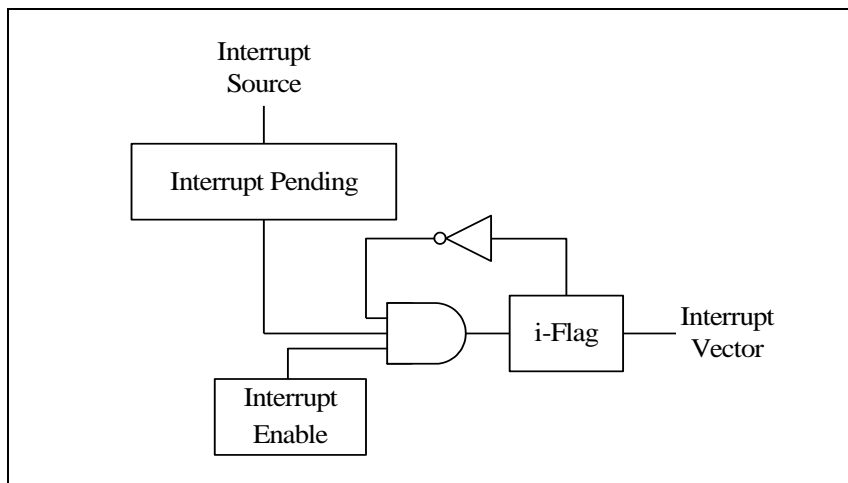 Interrupt
Source
Interrupt Pending
i-Flag
Interrupt
Vector
Interrupt
Enable